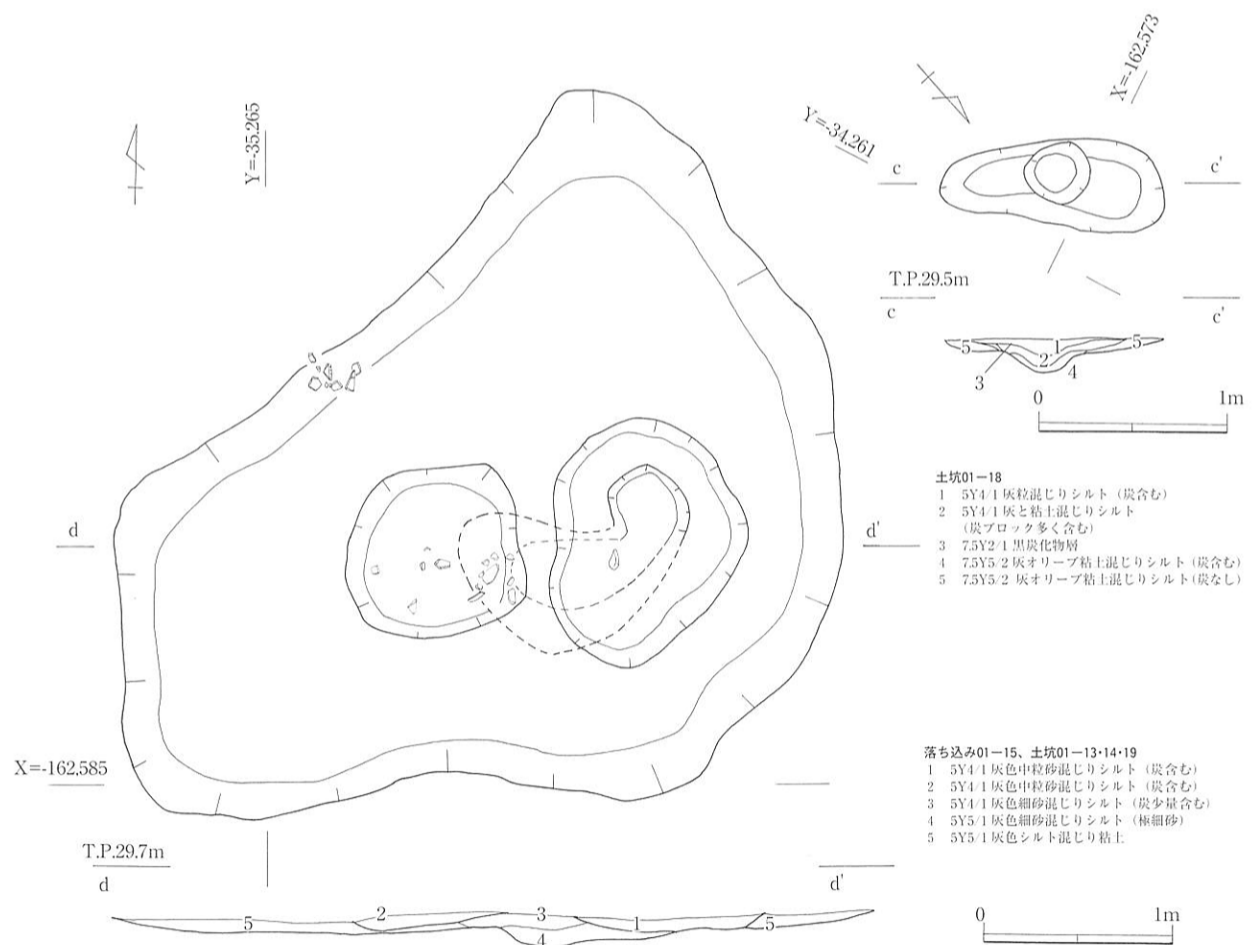 Y=-35,265
X=-162,573
Y=-34,261
c
c'
T.P.29.5m
c
c'
5
1
5
2
3
4
0
1m
土坑01-18
1 5Y4/1 灰粒混じりシルト（炭含む）
2 5Y4/1 灰と粘土混じりシルト
（炭ブロック多く含む）
3 7.5Y2/1 黒炭化物層
4 7.5Y5/2 灰オリーブ粘土混じりシルト（炭含む）
5 7.5Y5/2 灰オリーブ粘土混じりシルト（炭なし）
d
d'
X=-162,585
落ち込み01-15、土坑01-13・14・19
1 5Y4/1 灰色中粒砂混じりシルト（炭含む）
2 5Y4/1 灰色中粒砂混じりシルト（炭含む）
3 5Y4/1 灰色細砂混じりシルト（炭少量含む）
4 5Y5/1 灰色細砂混じりシルト（極細砂）
5 5Y5/1 灰色シルト混じり粘土
T.P.29.7m
d
d'
5
2
3
1
5
4
0
1m